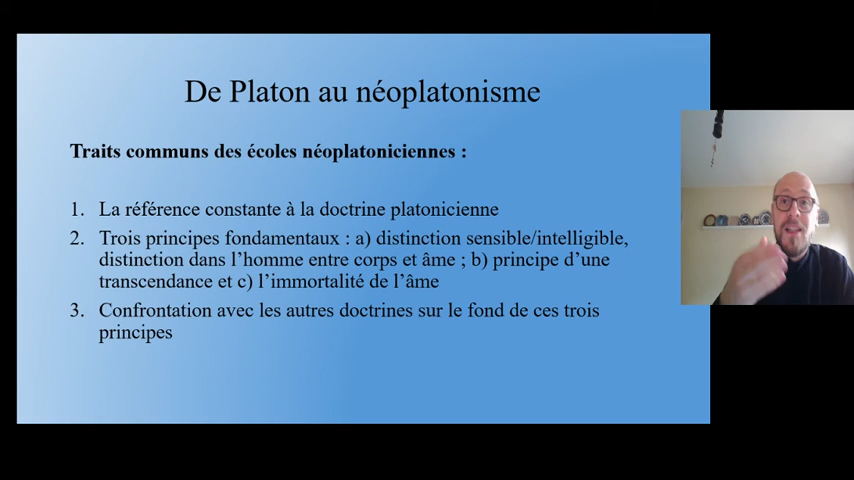 De Platon au néoplatonisme
Traits communs des écoles néoplatoniciennes :
1. La référence constante à la doctrine platonicienne
2. Trois principes fondamentaux : a) distinction sensible/intelligible,
distinction dans l’homme entre corps et âme ; b) principe d’une
transcendance et c) l’immortalité de l’âme
3. Confrontation avec les autres doctrines sur le fond de ces trois
principes